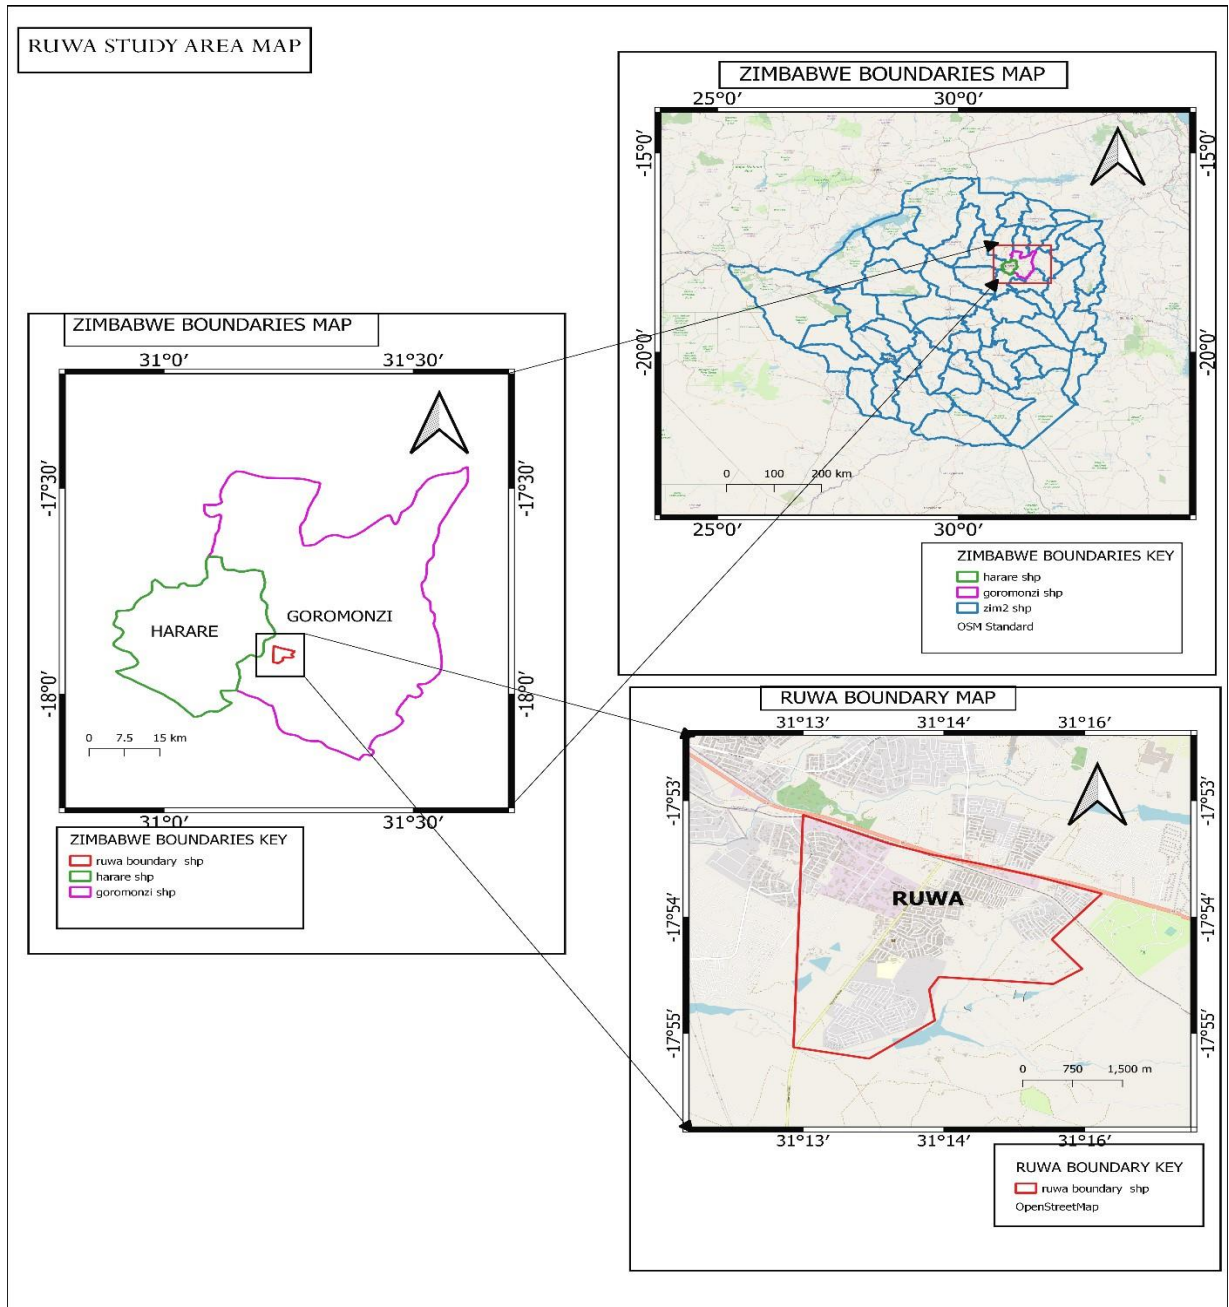 RUWA STUDY AREA MAP
ZIMBABWE BOUNDARIES MAP
25°0′ 30°0′
-15°0′ -15°0′
-20°0′ -20°0′
0 100 200 km
25°0′ 30°0′
ZIMBABWE BOUNDARIES KEY
harare shp
goromonzi shp
zim2 shp
OSM Standard
ZIMBABWE BOUNDARIES MAP
31°0′ 31°30′
-17°30′ -17°30′
GOROMONZI
HARARE
-18°0′ -18°0′
0 7.5 15 km
31°0′ 31°30′
ZIMBABWE BOUNDARIES KEY
ruwa boundary shp
harare shp
goromonzi shp
RUWA BOUNDARY MAP
31°13′ 31°14′ 31°16′
-17°53′ -17°53′
RUWA
-17°54′ -17°54′
-17°55′ -17°55′
0 750 1,500 m
31°13′ 31°14′ 31°16′
RUWA BOUNDARY KEY
ruwa boundary shp
OpenStreetMap